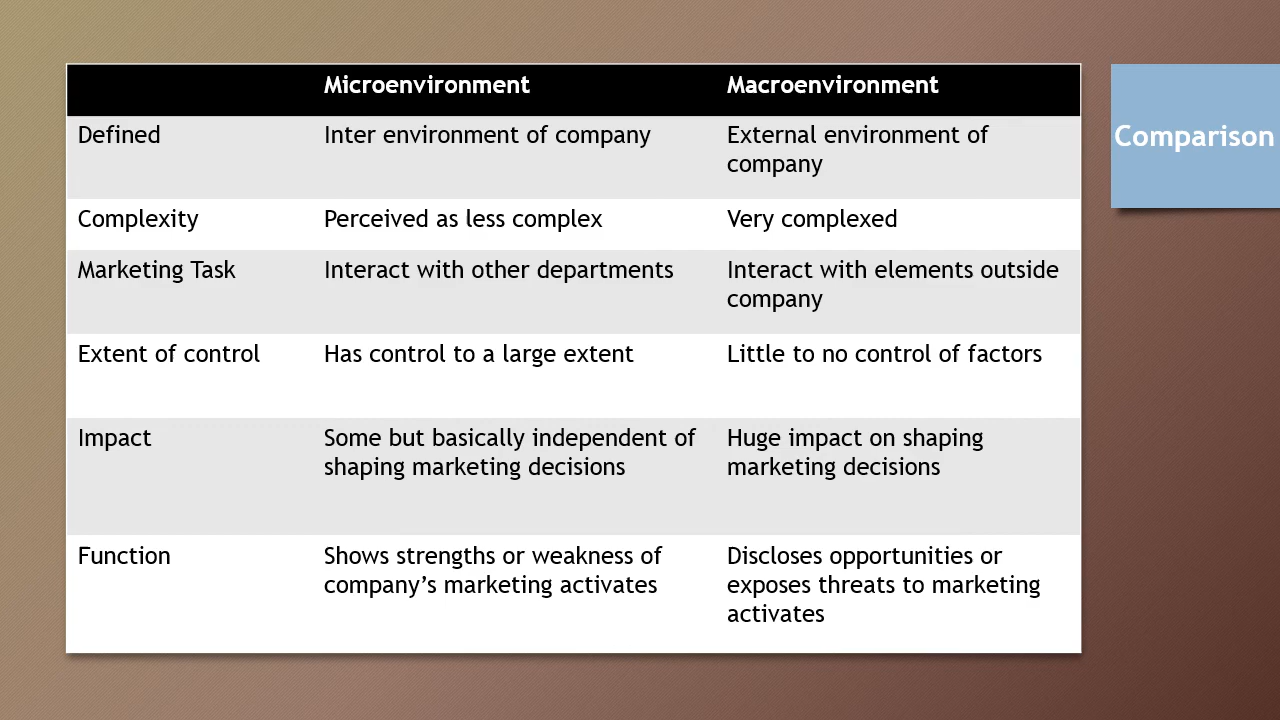 Microenvironment Macroenvironment
Comparison
Defined Inter environment of company External environment of
company
Complexity Perceived as less complex Very complexed
Marketing Task Interact with other departments Interact with elements outside
company
Extent of control Has control to a large extent Little to no control of factors
Impact Some but basically independent of Huge impact on shaping
shaping marketing decisions marketing decisions
Function Shows strengths or weakness of Discloses opportunities or
company’s marketing activates exposes threats to marketing
activates